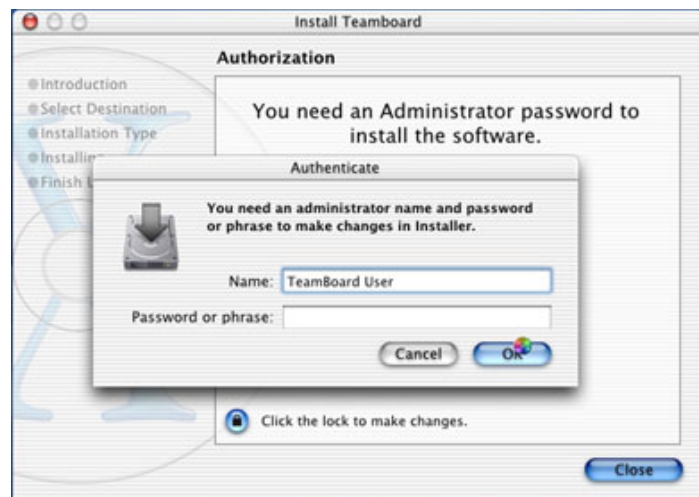 Install Teamboard
Authorization
Introduction
Select Destination
Installation Type
Installing
Finish
You need an Administrator password to
install the software.
Authenticate
You need an administrator name and password
or phrase to make changes in Installer.
Name: TeamBoard User
Password or phrase:
Cancel
OK
Click the lock to make changes.
Close